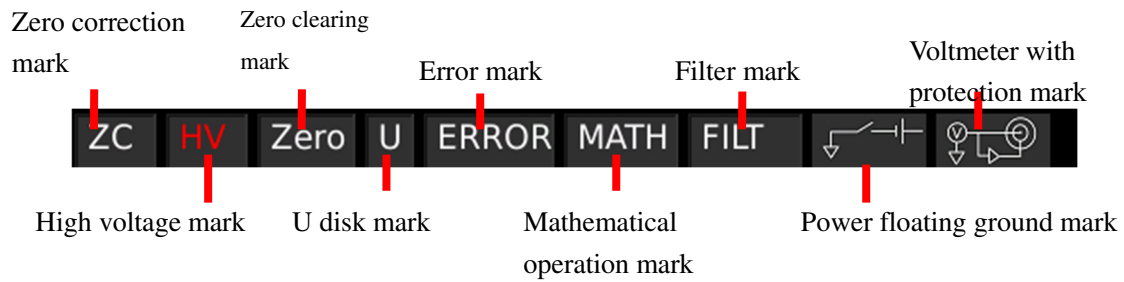 Zero correction
mark
Zero clearing
mark
Error mark
Filter mark
Voltmeter with
protection mark
ZC HV Zero U ERROR MATH FILT V
High voltage mark
U disk mark
Mathematical
operation mark
Power floating ground mark